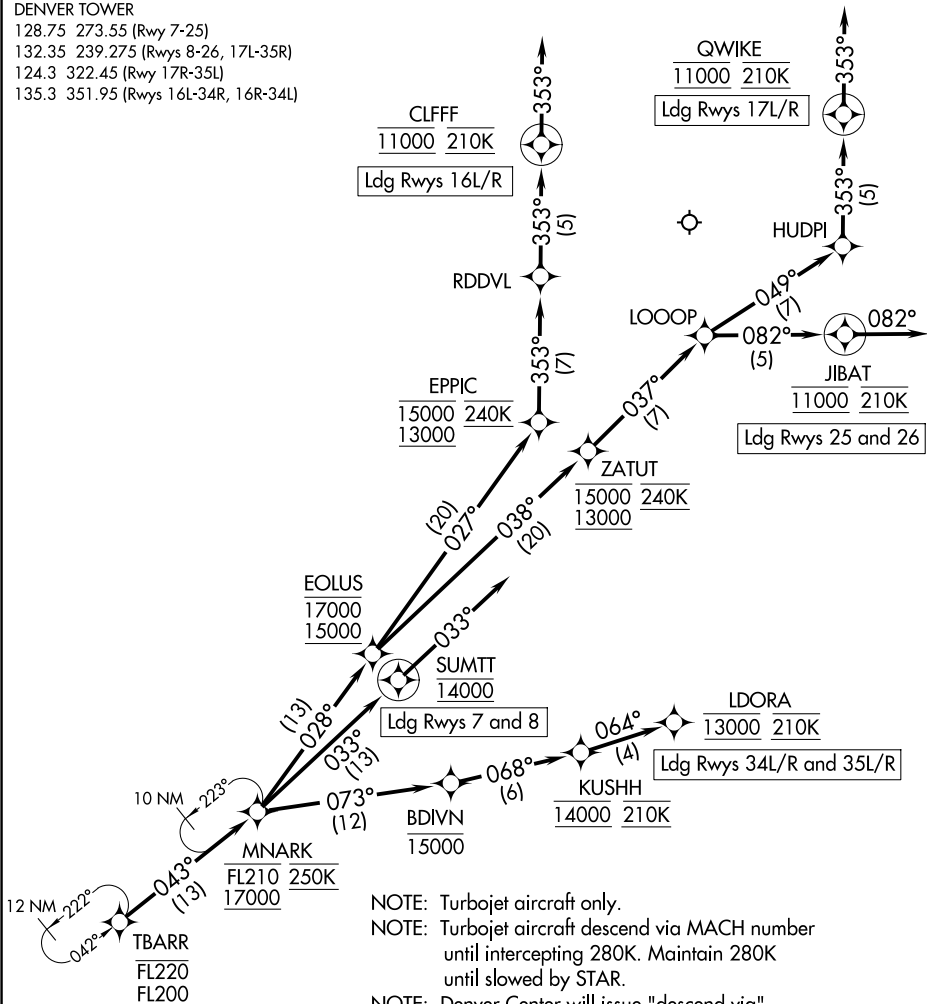 DENVER TOWER
128.75 273.55 (Rwy 7-25)
132.35 239.275 (Rwys 8-26, 17L-35R)
124.3 322.45 (Rwy 17R-35L)
135.3 351.95 (Rwys 16L-34R, 16R-34L)
353°
CLFFF
11000 210K
Ldg Rwys 16L/R
353°
(5)
RDDVL
353°
(7)
EPPIC
15000 240K
13000
353°
QWIKE
11000 210K
Ldg Rwys 17L/R
353°
(5)
HUDPI
049°
(7)
LOOOP
082°
(5)
082°
JIBAT
11000 210K
Ldg Rwys 25 and 26
037°
(7)
ZATUT
15000 240K
13000
(20)
027°
038°
(20)
EOLUS
17000
15000
033°
SUMTT
14000
Ldg Rwys 7 and 8
(13)
028°
033°
(13)
LDORA
13000 210K
Ldg Rwys 34L/R and 35L/R
064°
(4)
068°
(6)
KUSHH
14000 210K
073°
(12)
BDIVN
15000
10 NM
223°
MNARK
FL210 250K
17000
043°
(13)
12 NM
222°
042°
TBARR
FL220
FL200
NOTE: Turbojet aircraft only.
NOTE: Turbojet aircraft descend via MACH number
until intercepting 280K. Maintain 280K
until slowed by STAR.
NOTE: Denver Center will issue "descend via"